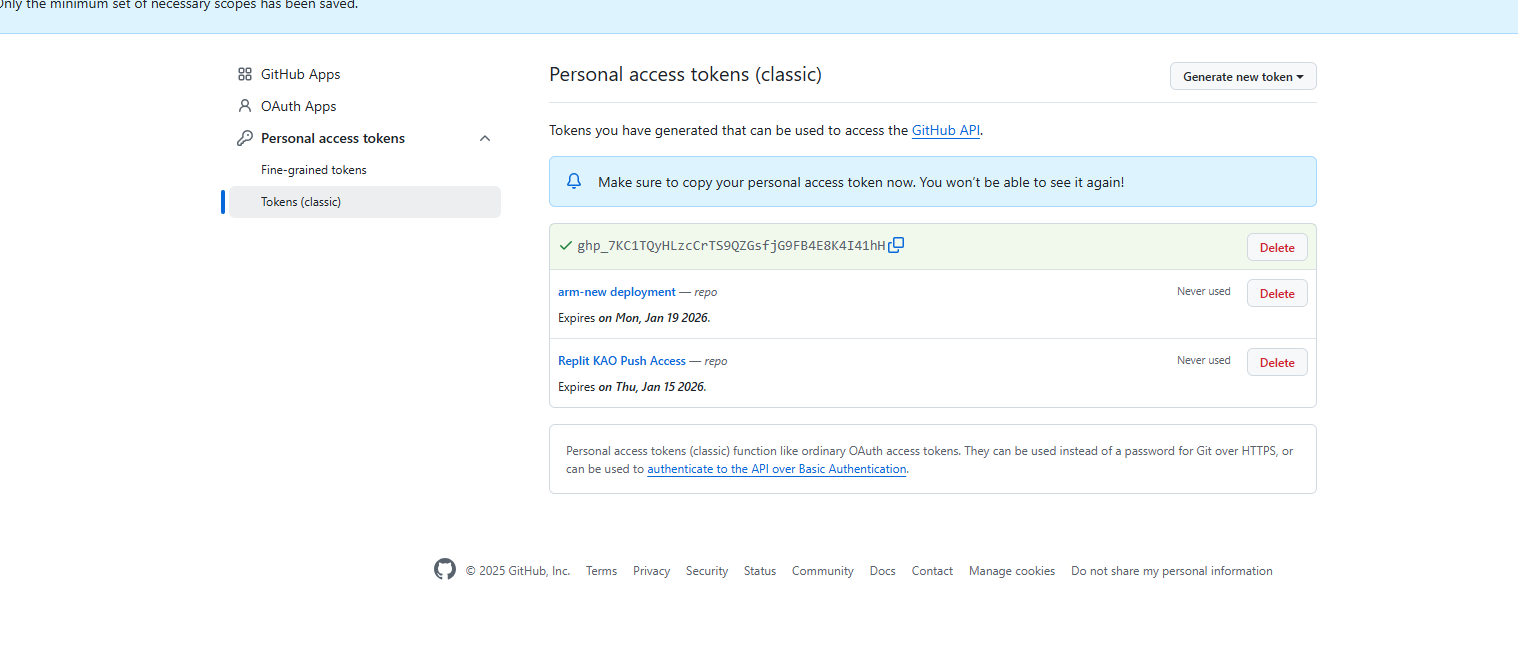 Only the minimum set of necessary scopes has been saved.
GitHub Apps
OAuth Apps
Personal access tokens
Fine-grained tokens
Tokens (classic)
Personal access tokens (classic)
Generate new token
Tokens you have generated that can be used to access the GitHub API.
Make sure to copy your personal access token now. You won’t be able to see it again!
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
Delete
arm-new deployment — repo
Never used
Delete
Expires on Mon, Jan 19 2026.
Replit KAO Push Access — repo
Never used
Delete
Expires on Thu, Jan 15 2026.
Personal access tokens (classic) function like ordinary OAuth access tokens. They can be used instead of a password for Git over HTTPS, or
can be used to authenticate to the API over Basic Authentication.
© 2025 GitHub, Inc. Terms Privacy Security Status Community Docs Contact Manage cookies Do not share my personal information